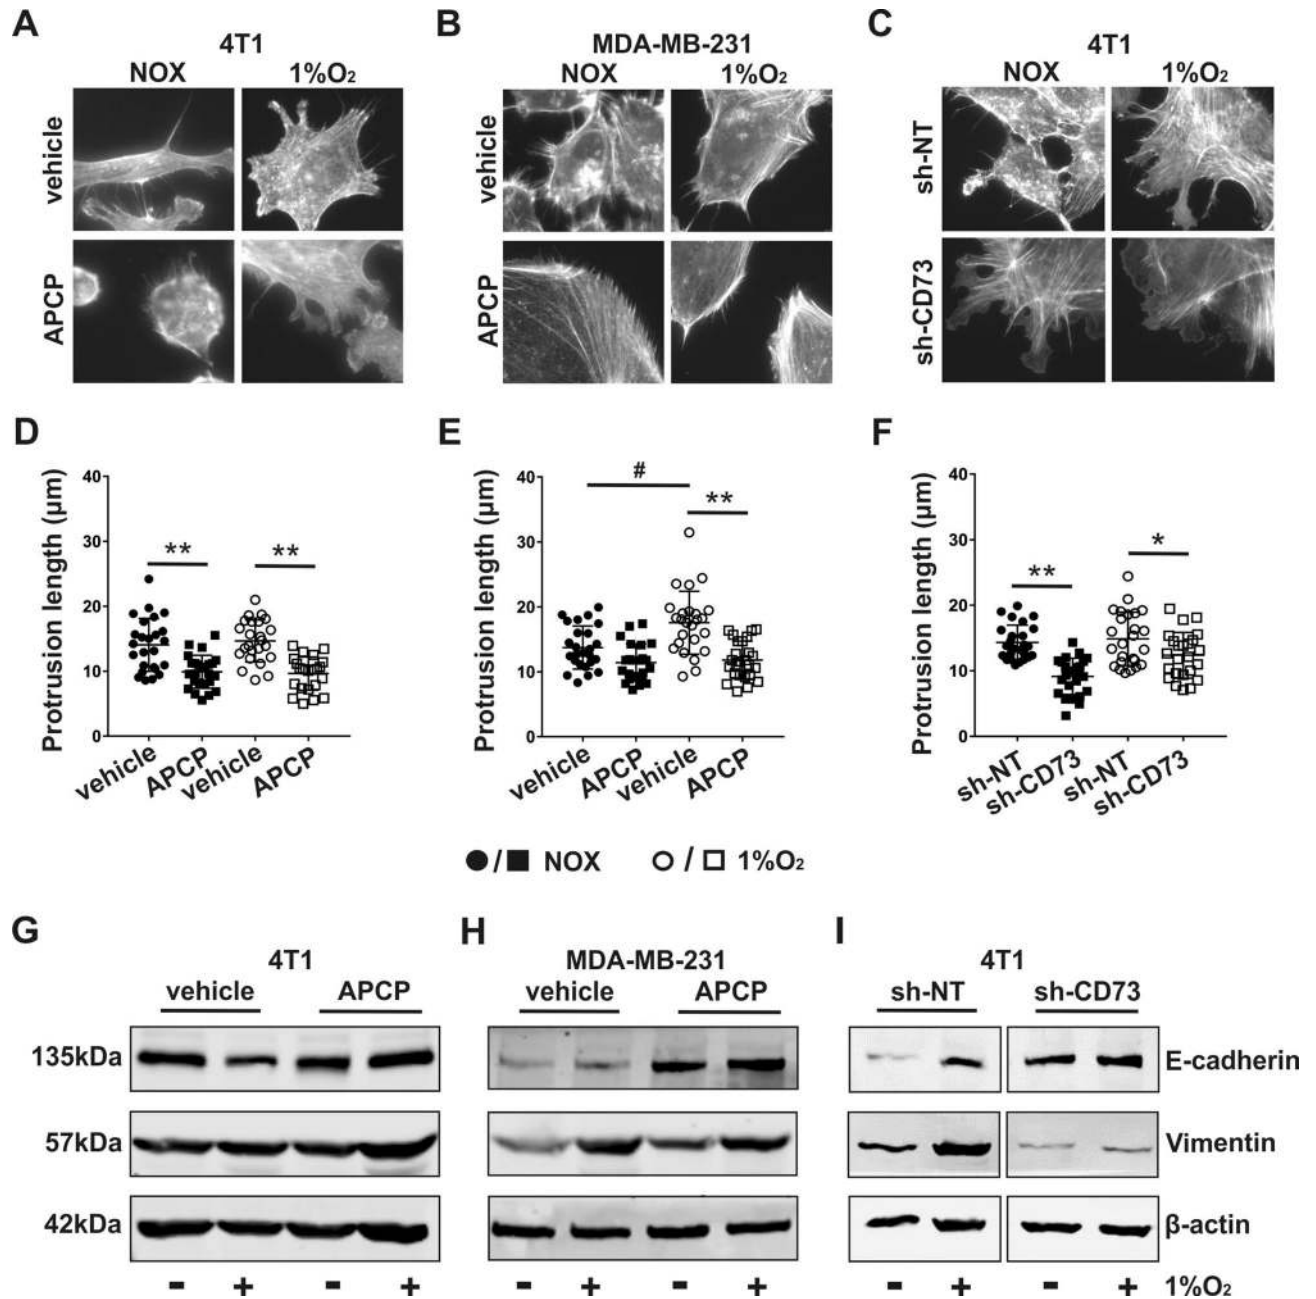 A B C
4T1 MDA-MB-231 4T1
NOX 1%O₂ NOX 1%O₂ NOX 1%O₂
vehicle vehicle sh-NT
APCP APCP sh-CD73
D E F
Protrusion length (µm) Protrusion length (µm) Protrusion length (µm)
40 40 40
30 30 30
20 20 20
10 10 10
0 0 0
** ** # ** ** *
vehicle APCP vehicle APCP vehicle APCP vehicle APCP sh-NT sh-CD73 sh-NT sh-CD73
●/■ NOX ○/□ 1%O₂
G H I
4T1 MDA-MB-231 4T1
vehicle APCP vehicle APCP sh-NT sh-CD73
135kDa E-cadherin
57kDa Vimentin
42kDa β-actin
- + - + - + - + - + - + 1%O₂